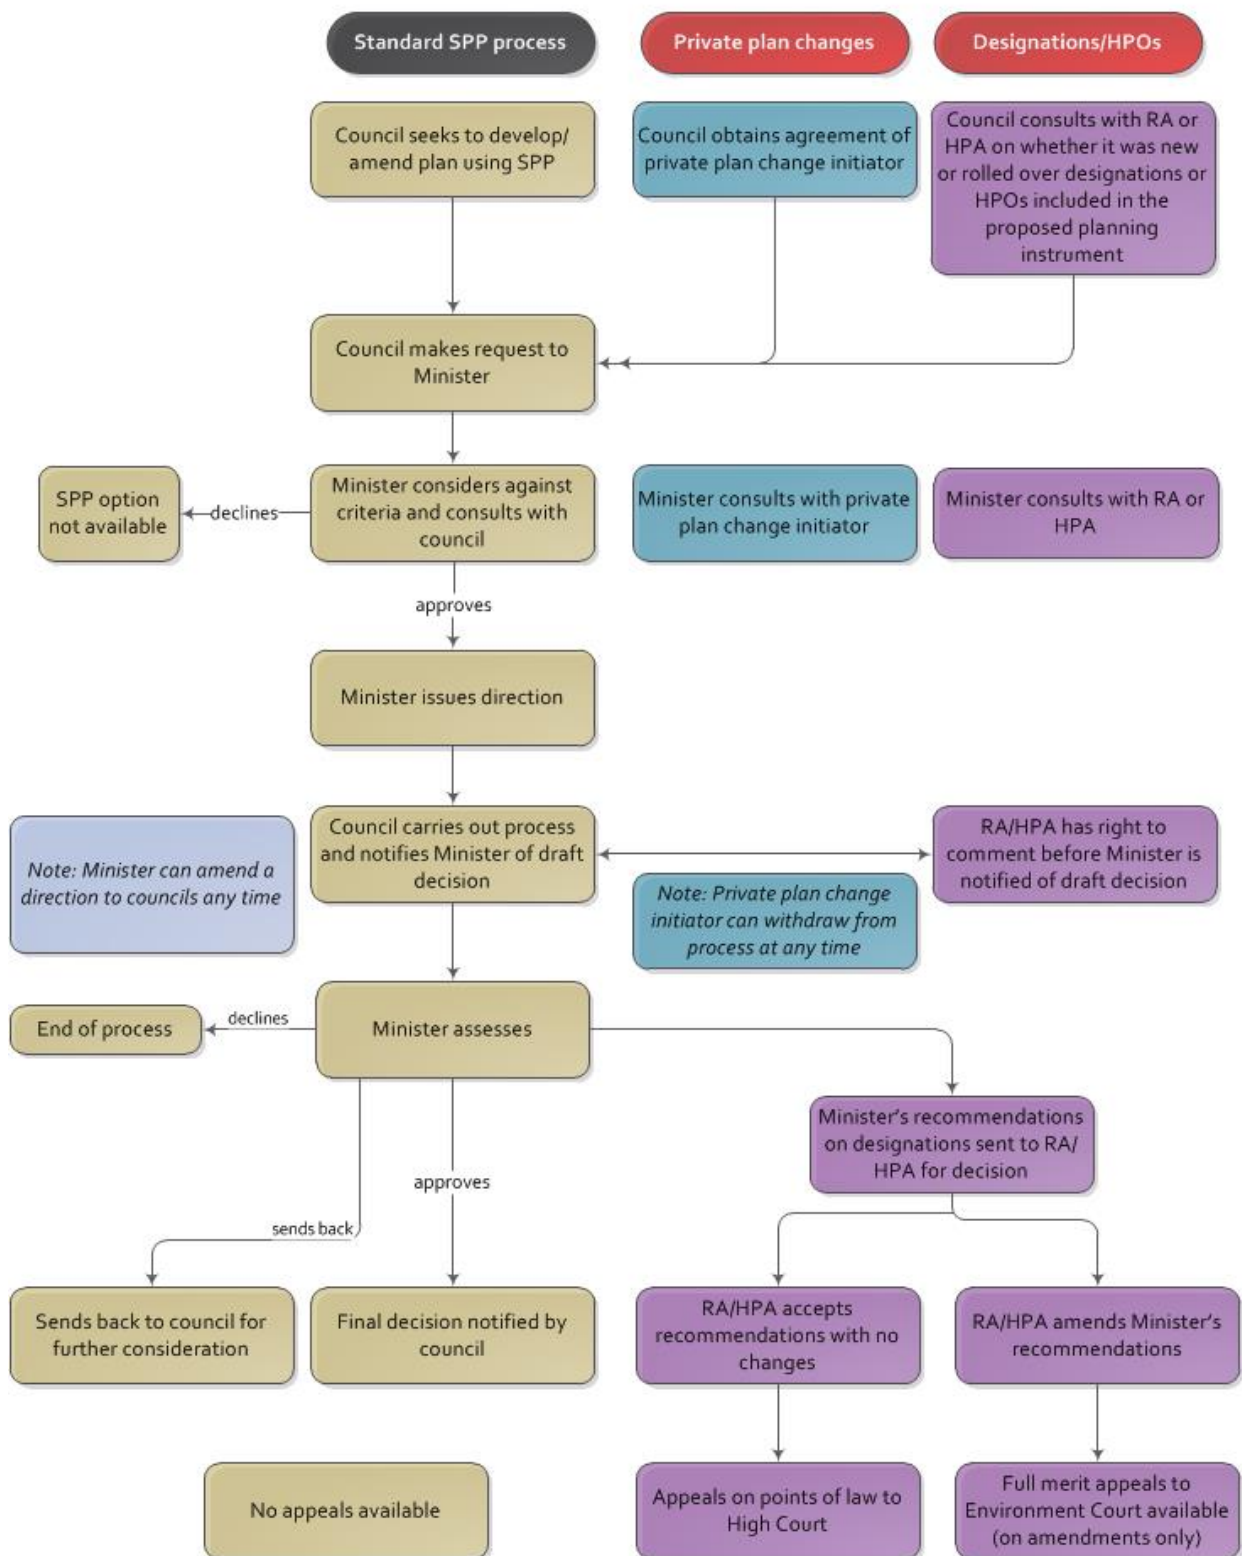 Standard SPP process
Private plan changes
Designations/HPOs
Council seeks to develop/
amend plan using SPP
Council obtains agreement of
private plan change initiator
Council consults with RA or
HPA on whether it was new
or rolled over designations or
HPOs included in the
proposed planning
instrument
Council makes request to
Minister
SPP option
not available
declines
Minister considers against
criteria and consults with
council
Minister consults with private
plan change initiator
Minister consults with RA or
HPA
approves
Minister issues direction
Note: Minister can amend a
direction to councils any time
Council carries out process
and notifies Minister of draft
decision
RA/HPA has right to
comment before Minister is
notified of draft decision
Note: Private plan change
initiator can withdraw from
process at any time
End of process
declines
Minister assesses
Minister's recommendations
on designations sent to RA/
HPA for decision
approves
sends back
Sends back to council for
further consideration
Final decision notified by
council
RA/HPA accepts
recommendations with no
changes
RA/HPA amends Minister's
recommendations
No appeals available
Appeals on points of law to
High Court
Full merit appeals to
Environment Court available
(on amendments only)